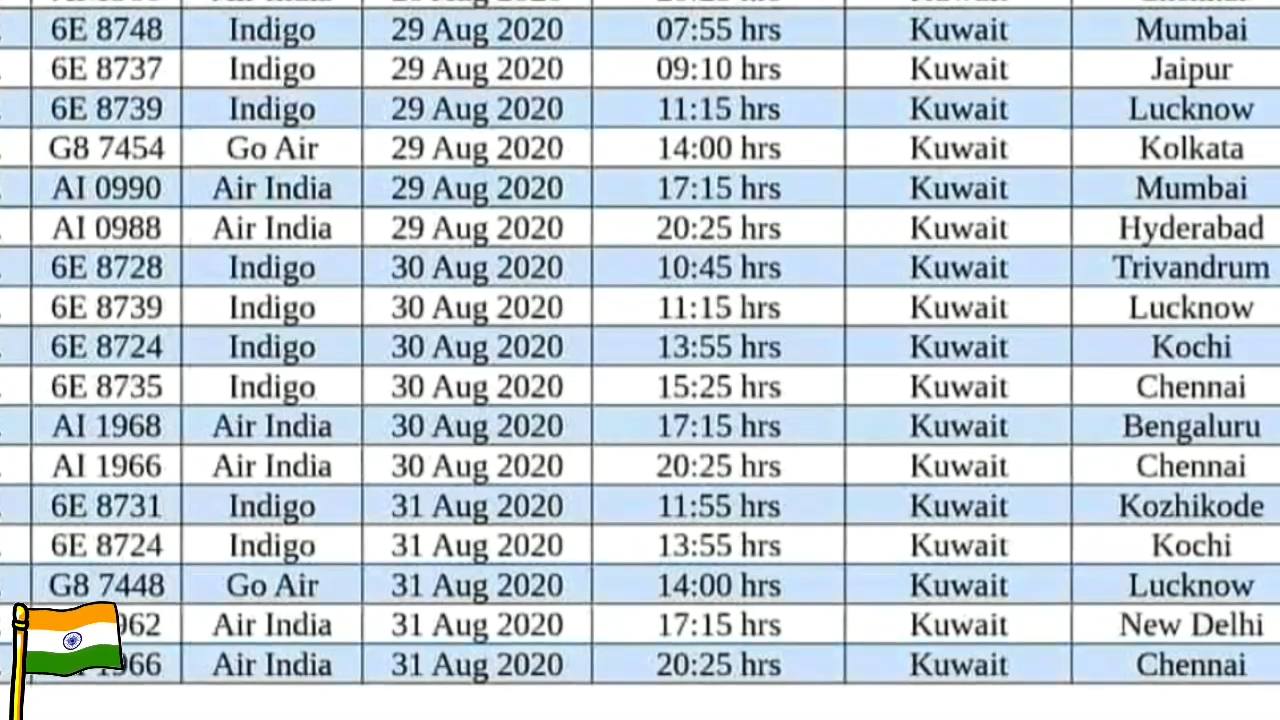 6E 8748 Indigo 29 Aug 2020 07:55 hrs Kuwait Mumbai
6E 8737 Indigo 29 Aug 2020 09:10 hrs Kuwait Jaipur
6E 8739 Indigo 29 Aug 2020 11:15 hrs Kuwait Lucknow
G8 7454 Go Air 29 Aug 2020 14:00 hrs Kuwait Kolkata
AI 0990 Air India 29 Aug 2020 17:15 hrs Kuwait Mumbai
AI 0988 Air India 29 Aug 2020 20:25 hrs Kuwait Hyderabad
6E 8728 Indigo 30 Aug 2020 10:45 hrs Kuwait Trivandrum
6E 8739 Indigo 30 Aug 2020 11:15 hrs Kuwait Lucknow
6E 8724 Indigo 30 Aug 2020 13:55 hrs Kuwait Kochi
6E 8735 Indigo 30 Aug 2020 15:25 hrs Kuwait Chennai
AI 1968 Air India 30 Aug 2020 17:15 hrs Kuwait Bengaluru
AI 1966 Air India 30 Aug 2020 20:25 hrs Kuwait Chennai
6E 8731 Indigo 31 Aug 2020 11:55 hrs Kuwait Kozhikode
6E 8724 Indigo 31 Aug 2020 13:55 hrs Kuwait Kochi
G8 7448 Go Air 31 Aug 2020 14:00 hrs Kuwait Lucknow
Air India 31 Aug 2020 17:15 hrs Kuwait New Delhi
Air India 31 Aug 2020 20:25 hrs Kuwait Chennai